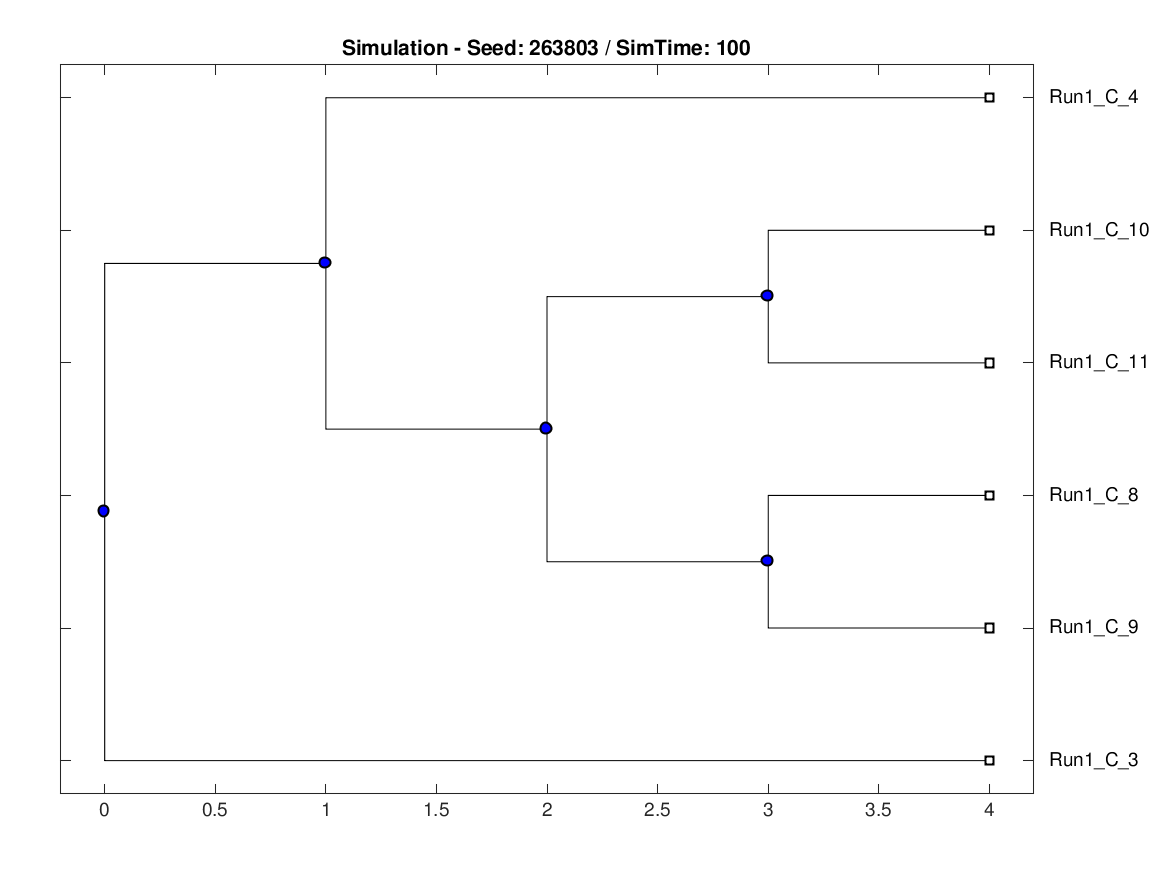 Simulation - Seed: 263803 / SimTime: 100
Run1_C_4
Run1_C_10
Run1_C_11
Run1_C_8
Run1_C_9
Run1_C_3
0 0.5 1 1.5 2 2.5 3 3.5 4